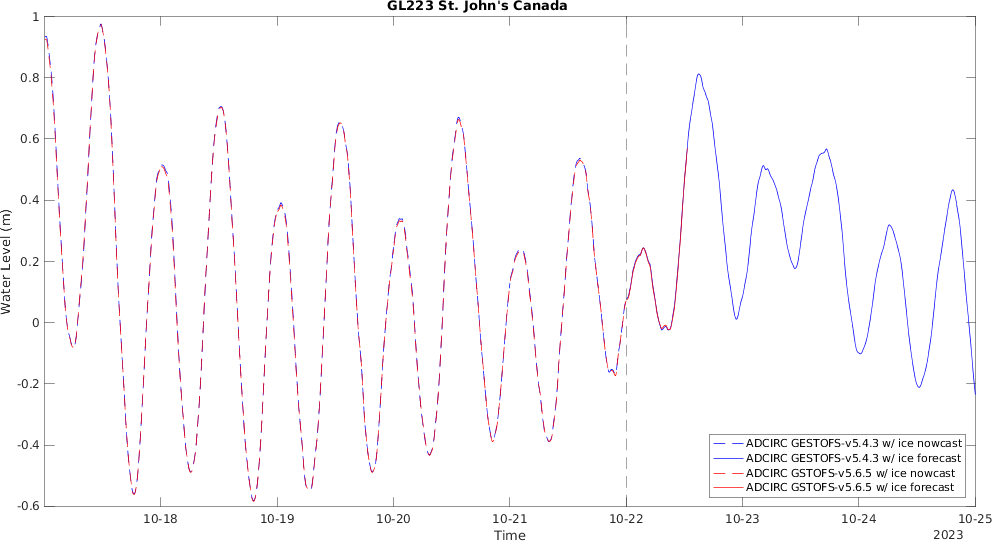 GL223 St. John's Canada
1
0.8
0.6
0.4
0.2
0
-0.2
-0.4
-0.6
Water Level (m)
10-18 10-19 10-20 10-21 10-22 10-23 10-24 10-25
Time
2023
ADCIRC GESTOFS-v5.4.3 w/ ice nowcast
ADCIRC GESTOFS-v5.4.3 w/ ice forecast
ADCIRC GSTOFS-v5.6.5 w/ ice nowcast
ADCIRC GSTOFS-v5.6.5 w/ ice forecast